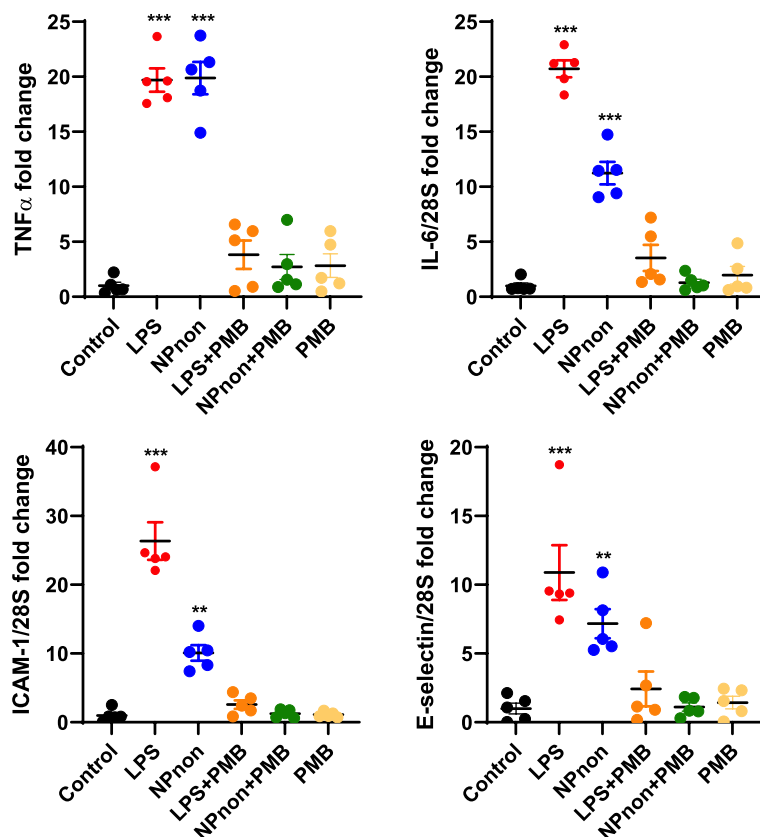 TNFα fold change
25
20
15
10
5
0
***
***
Control
LPS
NPnon
LPS+PMB
NPnon+PMB
PMB
IL-6/28S fold change
25
20
15
10
5
0
***
***
Control
LPS
NPnon
LPS+PMB
NPnon+PMB
PMB
ICAM-1/28S fold change
40
30
20
10
0
***
**
Control
LPS
NPnon
LPS+PMB
NPnon+PMB
PMB
E-selectin/28S fold change
20
15
10
5
0
***
**
Control
LPS
NPnon
LPS+PMB
NPnon+PMB
PMB